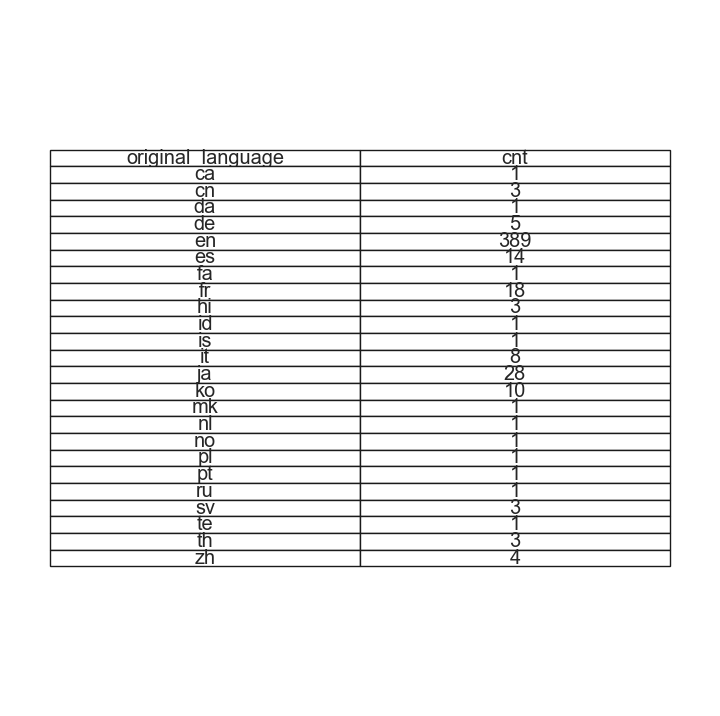 original_language cnt
ca 1
cn 3
da 1
de 5
en 389
es 14
fa 1
fr 18
hi 3
id 1
is 1
it 8
ja 28
ko 10
mk 1
nl 1
no 1
pl 1
pt 1
ru 1
sv 3
te 1
th 3
zh 4